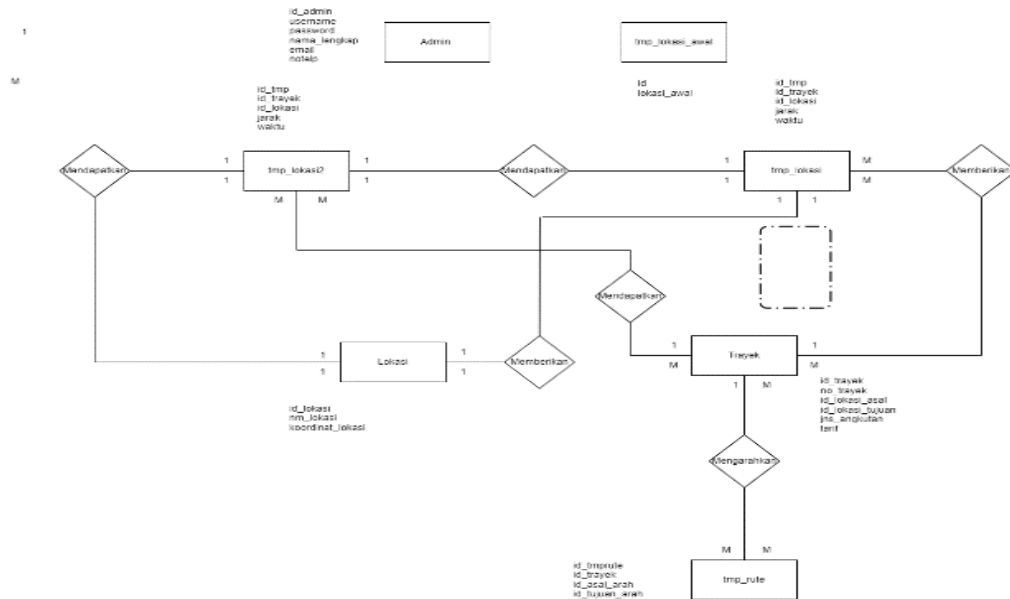 1
M
id_admin
username
password
nama_lengkap
email
notelp
Admin
tmp_lokasi_awal
id
lokasi_awal
id_tmp
id_trayek
id_lokasi
jarak
waktu
id_tmp
id_trayek
id_lokasi
jarak
waktu
Mendapatkan
1
1
tmp_lokasi2
1
1
M M
Mendapatkan
1
1
tmp_lokasi
M
M
1 1
Memberikan
Mendapatkan
1
1
Lokasi
1
1
Memberikan
1
M
Trayek
1
M
1 M
id_lokasi
nm_lokasi
koordinat_lokasi
id_trayek
no_trayek
id_lokasi_asal
id_lokasi_tujuan
jns_angkutan
tarif
Mengarahkan
M M
tmp_rute
id_tmprute
id_trayek
id_asal_arah
id_tujuan_arah